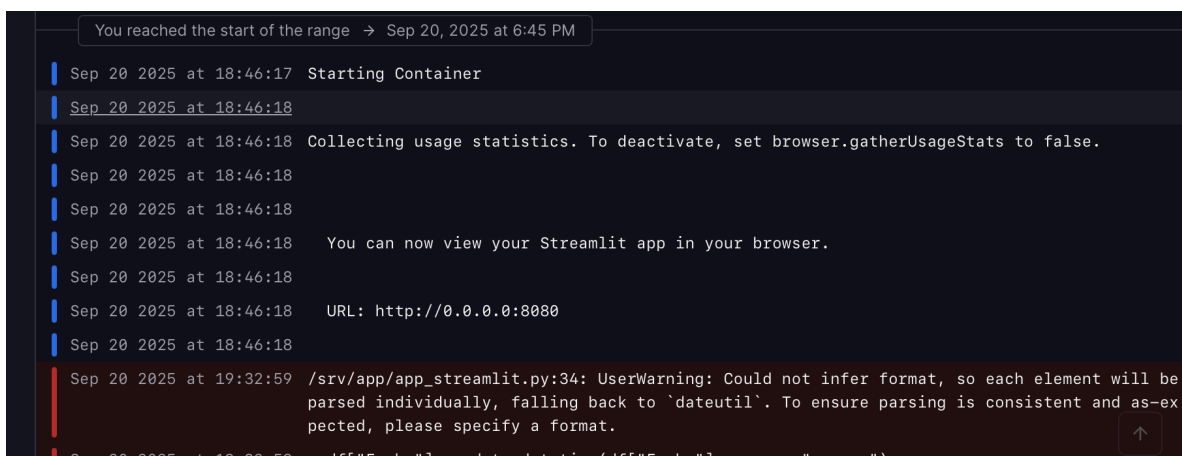 You reached the start of the range → Sep 20, 2025 at 6:45 PM
Sep 20 2025 at 18:46:17 Starting Container
Sep 20 2025 at 18:46:18
Sep 20 2025 at 18:46:18 Collecting usage statistics. To deactivate, set browser.gatherUsageStats to false.
Sep 20 2025 at 18:46:18
Sep 20 2025 at 18:46:18
Sep 20 2025 at 18:46:18 You can now view your Streamlit app in your browser.
Sep 20 2025 at 18:46:18
Sep 20 2025 at 18:46:18 URL: http://0.0.0.0:8080
Sep 20 2025 at 18:46:18
Sep 20 2025 at 19:32:59 /srv/app/app_streamlit.py:34: UserWarning: Could not infer format, so each element will be
parsed individually, falling back to `dateutil`. To ensure parsing is consistent and as-ex
pected, please specify a format.